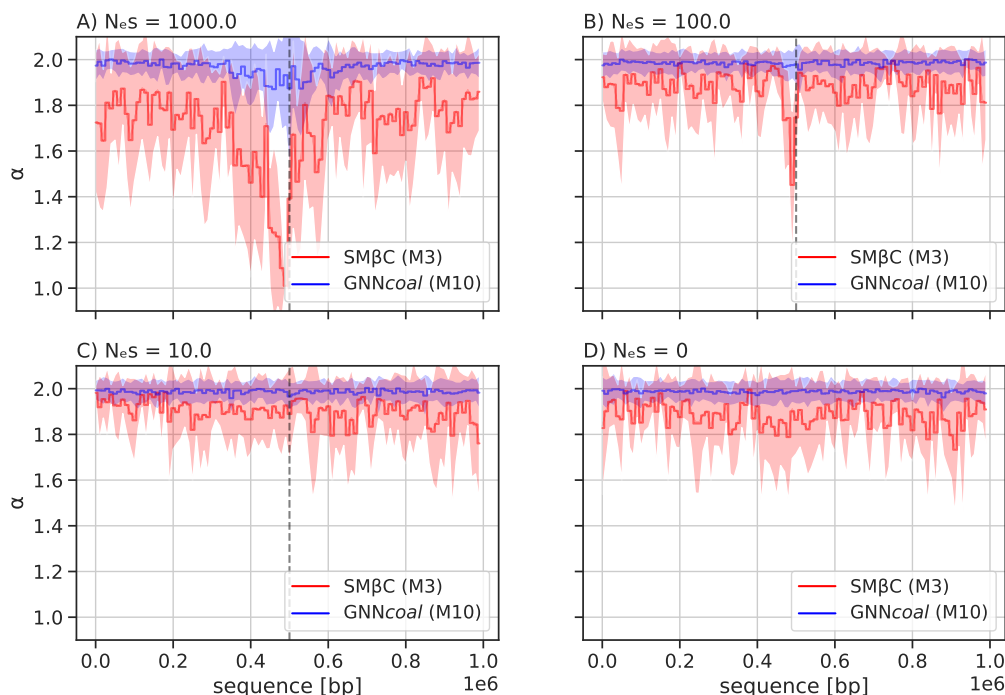 A) Nₑs = 1000.0
B) Nₑs = 100.0
α
2.0
1.8
1.6
1.4
1.2
1.0
SMβC (M3)
GNNcoal (M10)
SMβC (M3)
GNNcoal (M10)
C) Nₑs = 10.0
D) Nₑs = 0
α
2.0
1.8
1.6
1.4
1.2
1.0
SMβC (M3)
GNNcoal (M10)
SMβC (M3)
GNNcoal (M10)
0.0 0.2 0.4 0.6 0.8 1.0
0.0 0.2 0.4 0.6 0.8 1.0
sequence [bp] 1e6
sequence [bp] 1e6